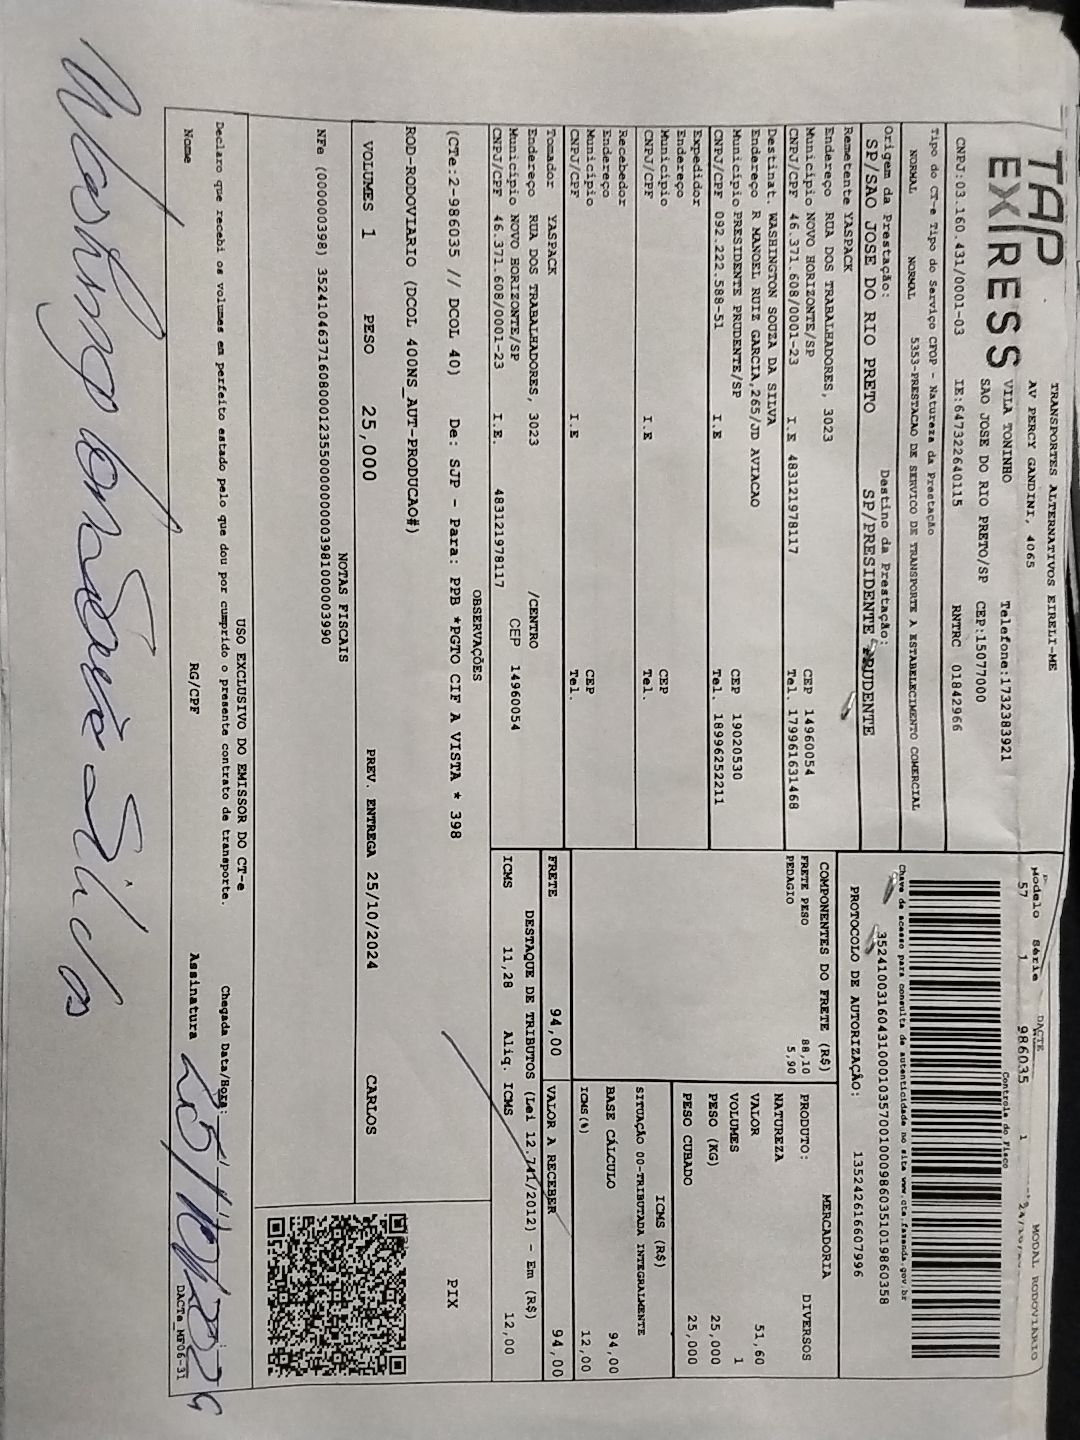 TAP EXPRESS
TRANSPORTES ALTERNATIVOS EIRELI-ME
AV PERCY GANDINI, 4065
VILA TONINHO Telefone:1732383921
SAO JOSE DO RIO PRETO/SP CEP:15077000
CNPJ:03.160.431/0001-03 IE:647322640115 RNTRC 01842966
Tipo do CT-e Tipo do Serviço CFOP - Natureza da Prestação
NORMAL NORMAL 5353-PRESTACAO DE SERVICO DE TRANSPORTE A ESTABELECIMENTO COMERCIAL
Origem da Prestação: Destino da Prestação:
SP/SAO JOSE DO RIO PRETO SP/PRESIDENTE PRUDENTE
DACTE MODAL RODOVIÁRIO
Modelo Série
57 1 986035 1
Controle do Fisco
Chave de acesso para consulta de autenticidade no site www.cte.fazenda.gov.br
35241003160431000103570010009860351019860358
PROTOCOLO DE AUTORIZAÇÃO: 135242616607996
Remetente YASPACK
Endereço RUA DOS TRABALHADORES, 3023
Município NOVO HORIZONTE/SP CEP 14960054
CNPJ/CPF 46.371.608/0001-23 I.E 483121978117 Tel. 17996163146​8
Destinat. WASHINGTON SOUZA DA SILVA
Endereço R MANOEL RUIZ GARCIA,265/JD AVIACAO
Município PRESIDENTE PRUDENTE/SP CEP 19020530
CNPJ/CPF 092.222.588-51 I.E Tel. 18996252211
Expedidor
Endereço
Município CEP
CNPJ/CPF I.E Tel.
Recebedor
Endereço
Município CEP
CNPJ/CPF I.E Tel.
Tomador YASPACK
Endereço RUA DOS TRABALHADORES, 3023 /CENTRO
Município NOVO HORIZONTE/SP CEP 14960054
CNPJ/CPF 46.371.608/0001-23 I.E. 483121978117
COMPONENTES DO FRETE (R$)
FRETE PESO 88,10
PEDAGIO 5,90
MERCADORIA
PRODUTO: DIVERSOS
NATUREZA
VALOR 51,60
VOLUMES 1
PESO (KG) 25,000
PESO CUBADO 25,000
ICMS (R$)
SITUAÇÃO 00-TRIBUTADA INTEGRALMENTE
BASE CÁLCULO 94,00
ICMS(%) 12,00
FRETE 94,00 VALOR A RECEBER 94,00
DESTAQUE DE TRIBUTOS (Lei 12.741/2012) - Em (R$)
ICMS 11,28 Aliq. ICMS 12,00
OBSERVAÇÕES
(CTe:2-986035 // DCOL 40) De: SJP - Para: PPB *PGTO CIF A VISTA * 398 PIX
ROD-RODOVIARIO (DCOL 400NS_AUT-PRODUCAO#)
VOLUMES 1 PESO 25,000 PREV. ENTREGA 25/10/2024 CARLOS
NOTAS FISCAIS
NFe (00000398) 35241046371608000123550000000003981000003990
USO EXCLUSIVO DO EMISSOR DO CT-e
Declaro que recebi os volumes em perfeito estado pelo que dou por cumprido o presente contrato de transporte. Chegada Data/Hora:
Nome RG/CPF Assinatura 25/10/2024
DACTe_MF06-31